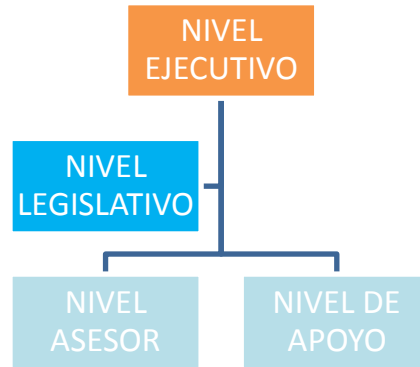 NIVEL
EJECUTIVO
NIVEL
LEGISLATIVO
NIVEL
ASESOR
NIVEL DE
APOYO